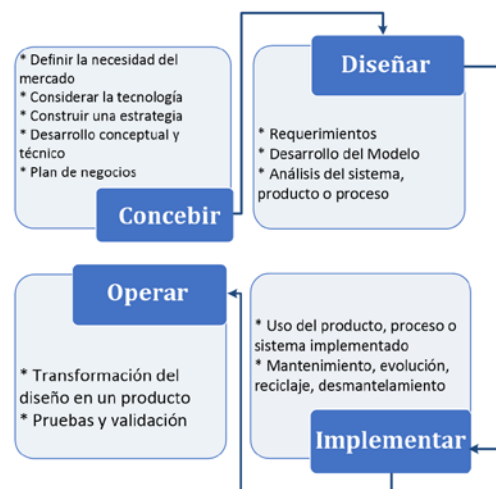 * Definir la necesidad del
mercado
* Considerar la tecnología
* Construir una estrategia
* Desarrollo conceptual y
técnico
* Plan de negocios
Concebir
Diseñar
* Requerimientos
* Desarrollo del Modelo
* Análisis del sistema,
producto o proceso
Operar
* Transformación del
diseño en un producto
* Pruebas y validación
* Uso del producto, proceso o
sistema implementado
* Mantenimiento, evolución,
reciclaje, desmantelamiento
Implementar